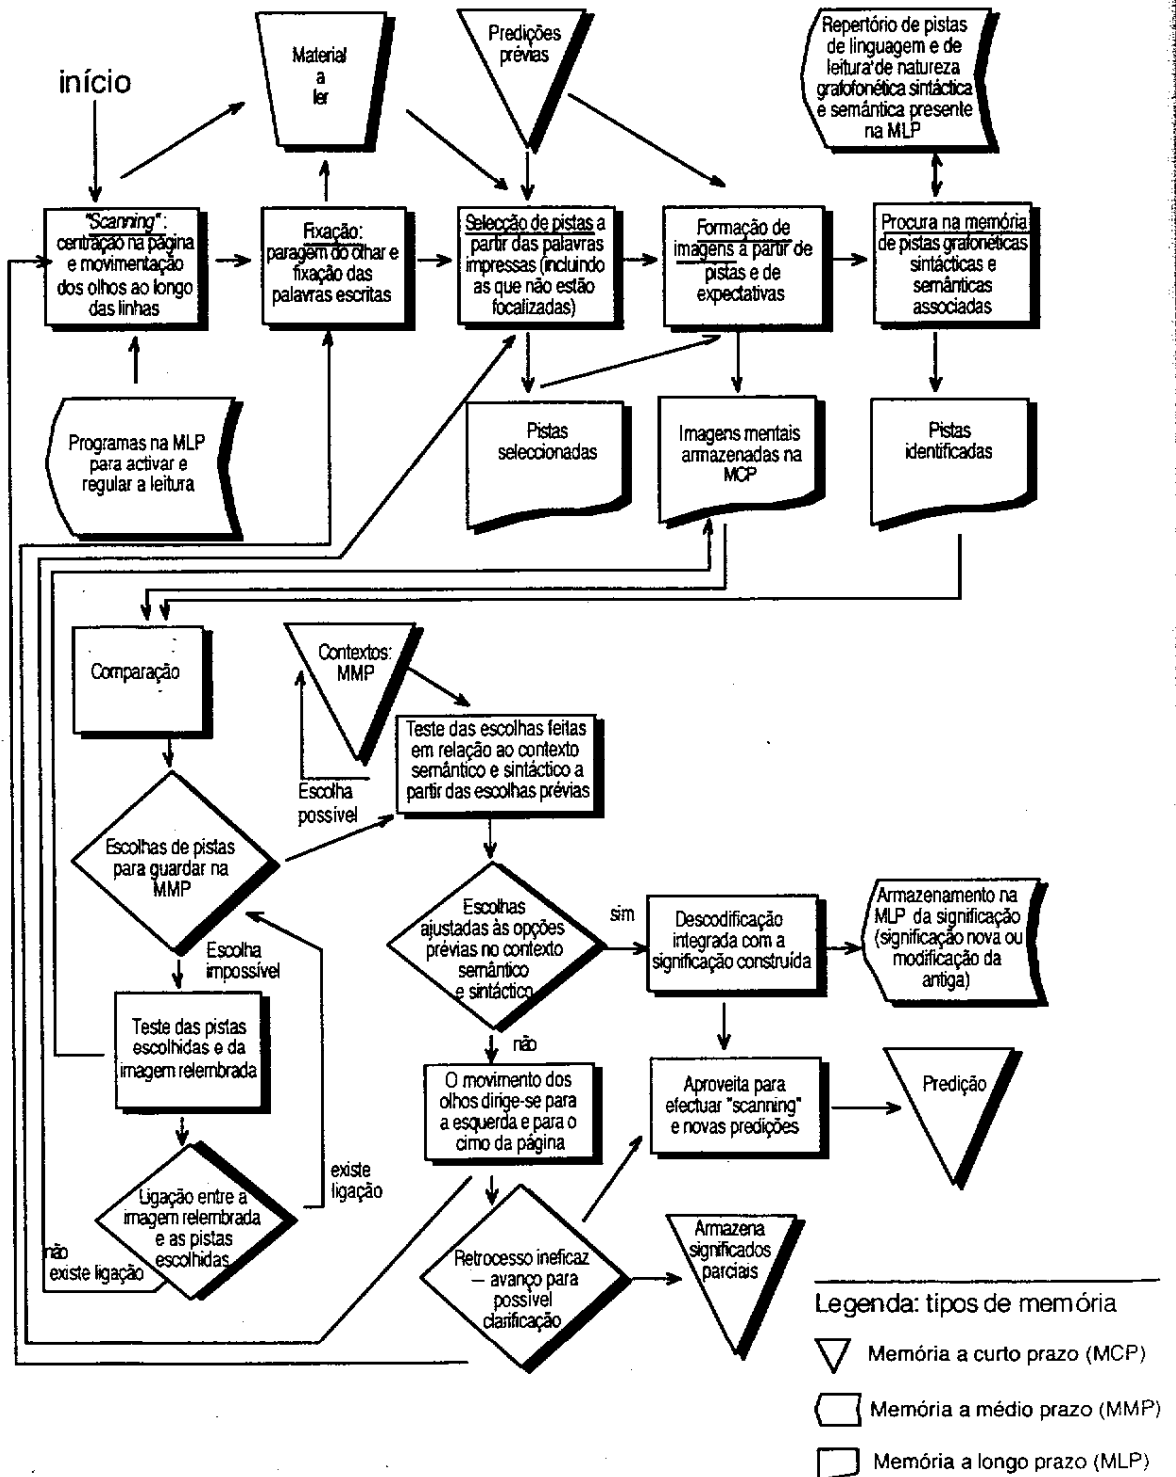 início
Material
a
ler
Predições
prévias
Repertório de pistas
de linguagem e de
leitura de natureza
grafofonética sintáctica
e semântica presente
na MLP
"Scanning":
centração na página
e movimentação
dos olhos ao longo
das linhas
Fixação:
paragem do olhar e
fixação das
palavras escritas
Selecção de pistas a
partir das palavras
impressas (incluindo
as que não estão
focalizadas)
Formação de
imagens a partir de
pistas e de
expectativas
Procura na memória
de pistas grafonéticas
sintácticas e
semânticas
associadas
Programas na MLP
para activar e
regular a leitura
Pistas
seleccionadas
Imagens mentais
armazenadas na
MCP
Pistas
identificadas
Comparação
Contextos:
MMP
Teste das escolhas feitas
em relação ao contexto
semântico e sintáctico a
partir das escolhas prévias
Escolha
possível
Escolhas de pistas
para guardar na
MMP
Escolha
impossível
Escolhas
ajustadas às opções
prévias no contexto
semântico
e sintáctico
sim
Descodificação
integrada com a
significação construída
Armazenamento na
MLP da significação
(significação nova ou
modificação da
antiga)
Teste das pistas
escolhidas e da
imagem relembrada
não
O movimento dos
olhos dirige-se para
a esquerda e para o
cimo da página
Aproveita para
efectuar "scanning"
e novas predições
Predição
existe
ligação
Ligação entre a
imagem relembrada
e as pistas
escolhidas
não
existe ligação
Retrocesso ineficaz
— avanço para
possível
clarificação
Armazena
significados
parciais
Legenda: tipos de memória
Memória a curto prazo (MCP)
Memória a médio prazo (MMP)
Memória a longo prazo (MLP)